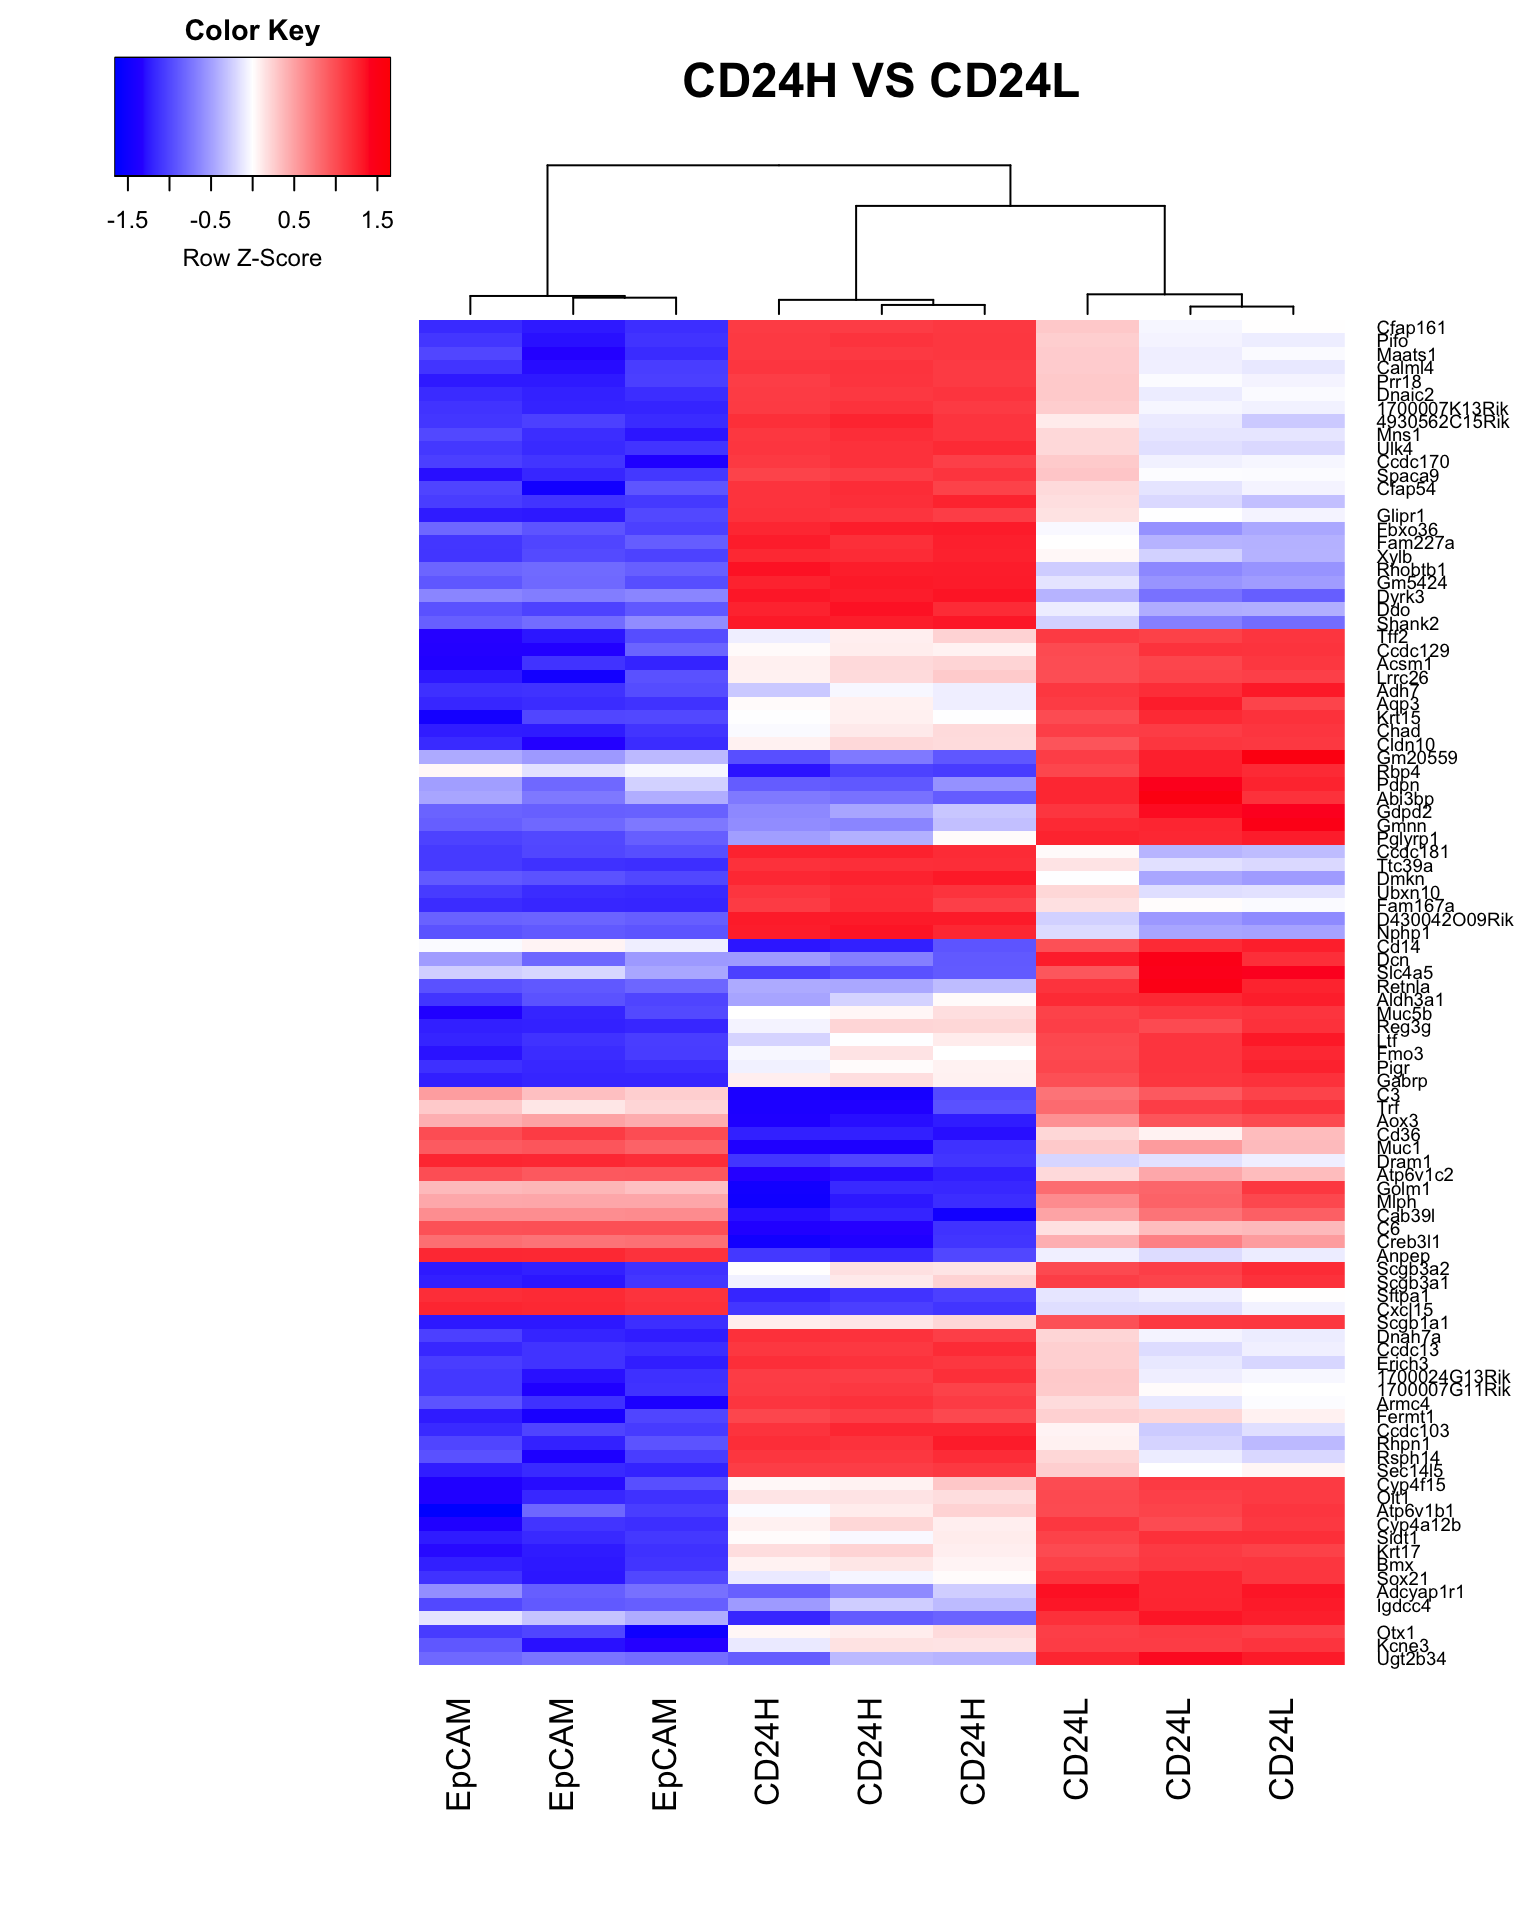 Color Key
CD24H VS CD24L
-1.5 -0.5 0.5 1.5
Row Z-Score
Cfap161
Pifo
Maats1
Calml4
Prr18
Dnaic2
1700007K13Rik
4930562C15Rik
Mns1
Ulk4
Ccdc170
Spaca9
Cfap54
Glipr1
Fbxo36
Fam227a
Xylb
Rhobtb1
Gm5424
Dyrk3
Ddo
Shank2
Tff2
Ccdc129
Acsm1
Lrrc26
Adh7
Aqp3
Krt15
Chad
Cldn10
Gm20559
Rbp4
Pdpn
Abi3bp
Gdpd2
Gmnn
Pglyrp1
Ccdc181
Ttc39a
Dmkn
Ubxn10
Fam167a
D430042O09Rik
Nphp1
Cd14
Dcn
Slc4a5
Retnla
Aldh3a1
Muc5b
Reg3g
Ltf
Fmo3
Pigr
Gabrp
C3
Trf
Aox3
Cd36
Muc1
Dram1
Atp6v1c2
Golm1
Mlph
Cab39l
C6
Creb3l1
Anpep
Scgb3a2
Scgb3a1
Sftpa1
Cxcl15
Scgb1a1
Dnah7a
Ccdc13
Erich3
1700024G13Rik
1700007G11Rik
Armc4
Fermt1
Ccdc103
Rhpn1
Rsph14
Sec14l5
Cyp4f15
Oit1
Atp6v1b1
Cyp4a12b
Sidt1
Krt17
Bmx
Sox21
Adcyap1r1
Igdcc4
Otx1
Kcne3
Ugt2b34
EpCAM
EpCAM
EpCAM
CD24H
CD24H
CD24H
CD24L
CD24L
CD24L